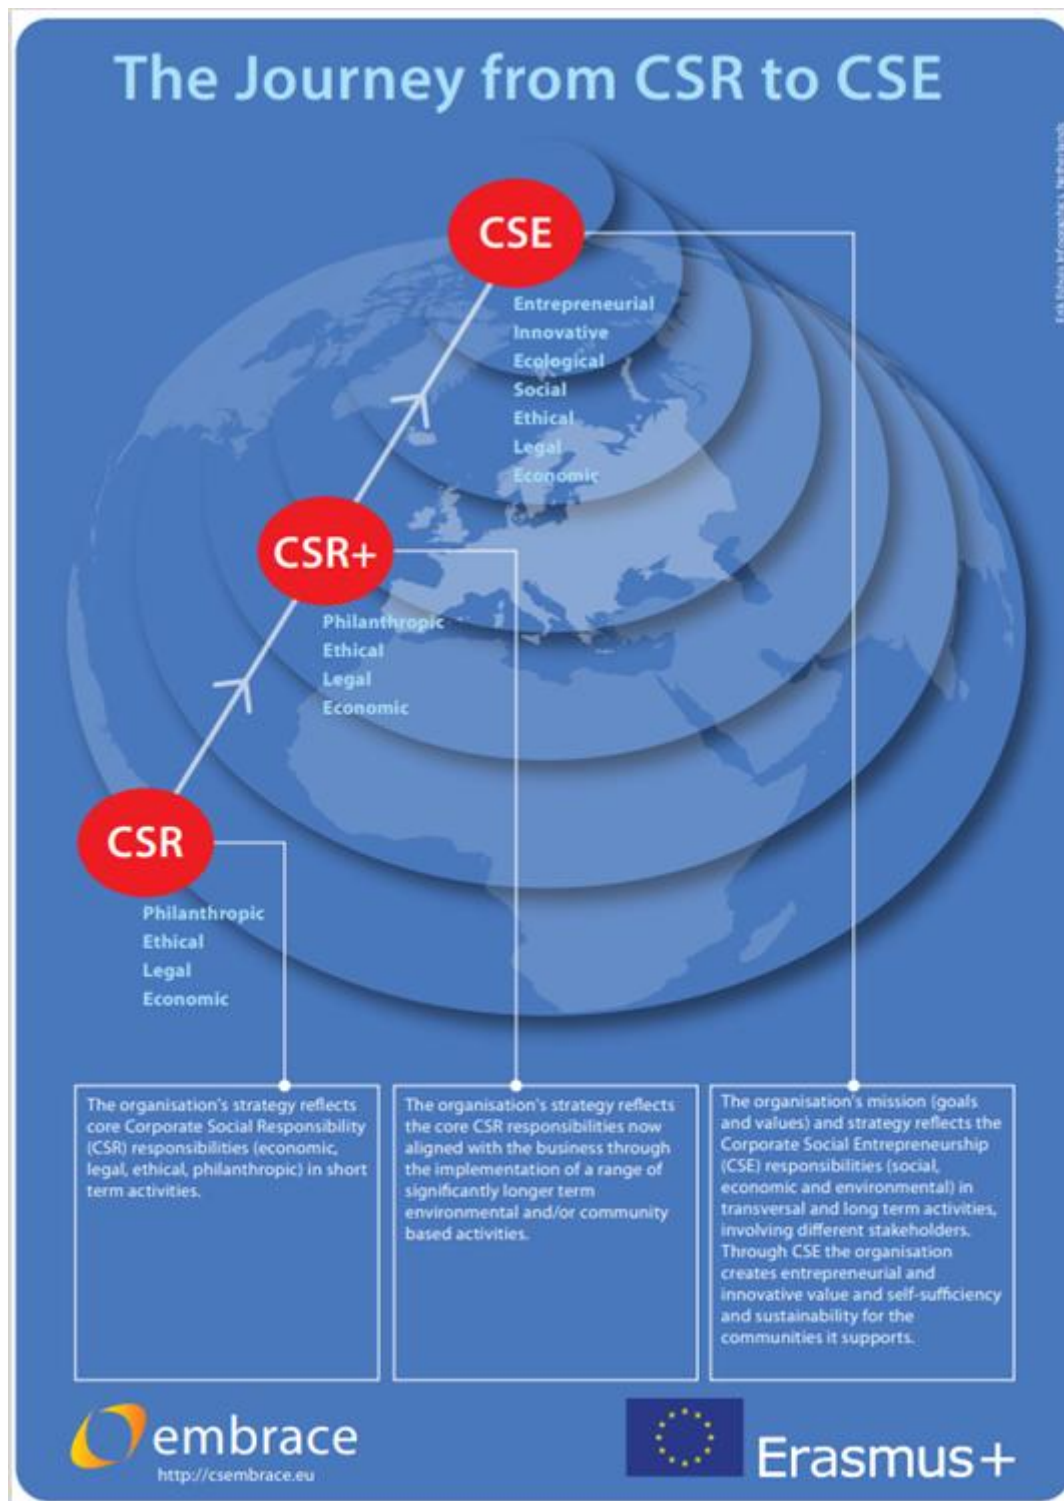 The Journey from CSR to CSE
CSE
Entrepreneurial
Innovative
Ecological
Social
Ethical
Legal
Economic
CSR+
Philanthropic
Ethical
Legal
Economic
CSR
Philanthropic
Ethical
Legal
Economic
The organisation's strategy reflects
core Corporate Social Responsibility
(CSR) responsibilities (economic,
legal, ethical, philanthropic) in short
term activities.
The organisation's strategy reflects
the core CSR responsibilities now
aligned with the business through
the implementation of a range of
significantly longer term
environmental and/or community
based activities.
The organisation's mission (goals
and values) and strategy reflects the
Corporate Social Entrepreneurship
(CSE) responsibilities (social,
economic and environmental) in
transversal and long term activities,
involving different stakeholders.
Through CSE the organisation
creates entrepreneurial and
innovative value and self-sufficiency
and sustainability for the
communities it supports.
embrace
http://csembrace.eu
Erasmus+